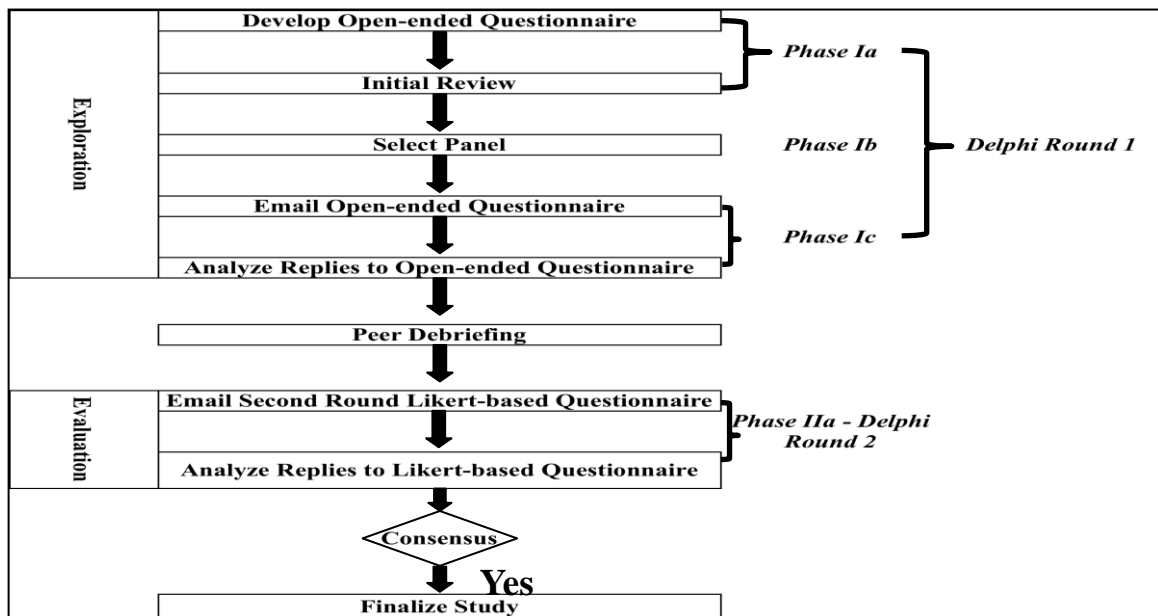 Develop Open-ended Questionnaire
Phase Ia
Initial Review
Exploration
Select Panel
Phase Ib
Delphi Round 1
Email Open-ended Questionnaire
Phase Ic
Analyze Replies to Open-ended Questionnaire
Peer Debriefing
Evaluation
Email Second Round Likert-based Questionnaire
Phase IIa - Delphi
Round 2
Analyze Replies to Likert-based Questionnaire
Consensus
Yes
Finalize Study